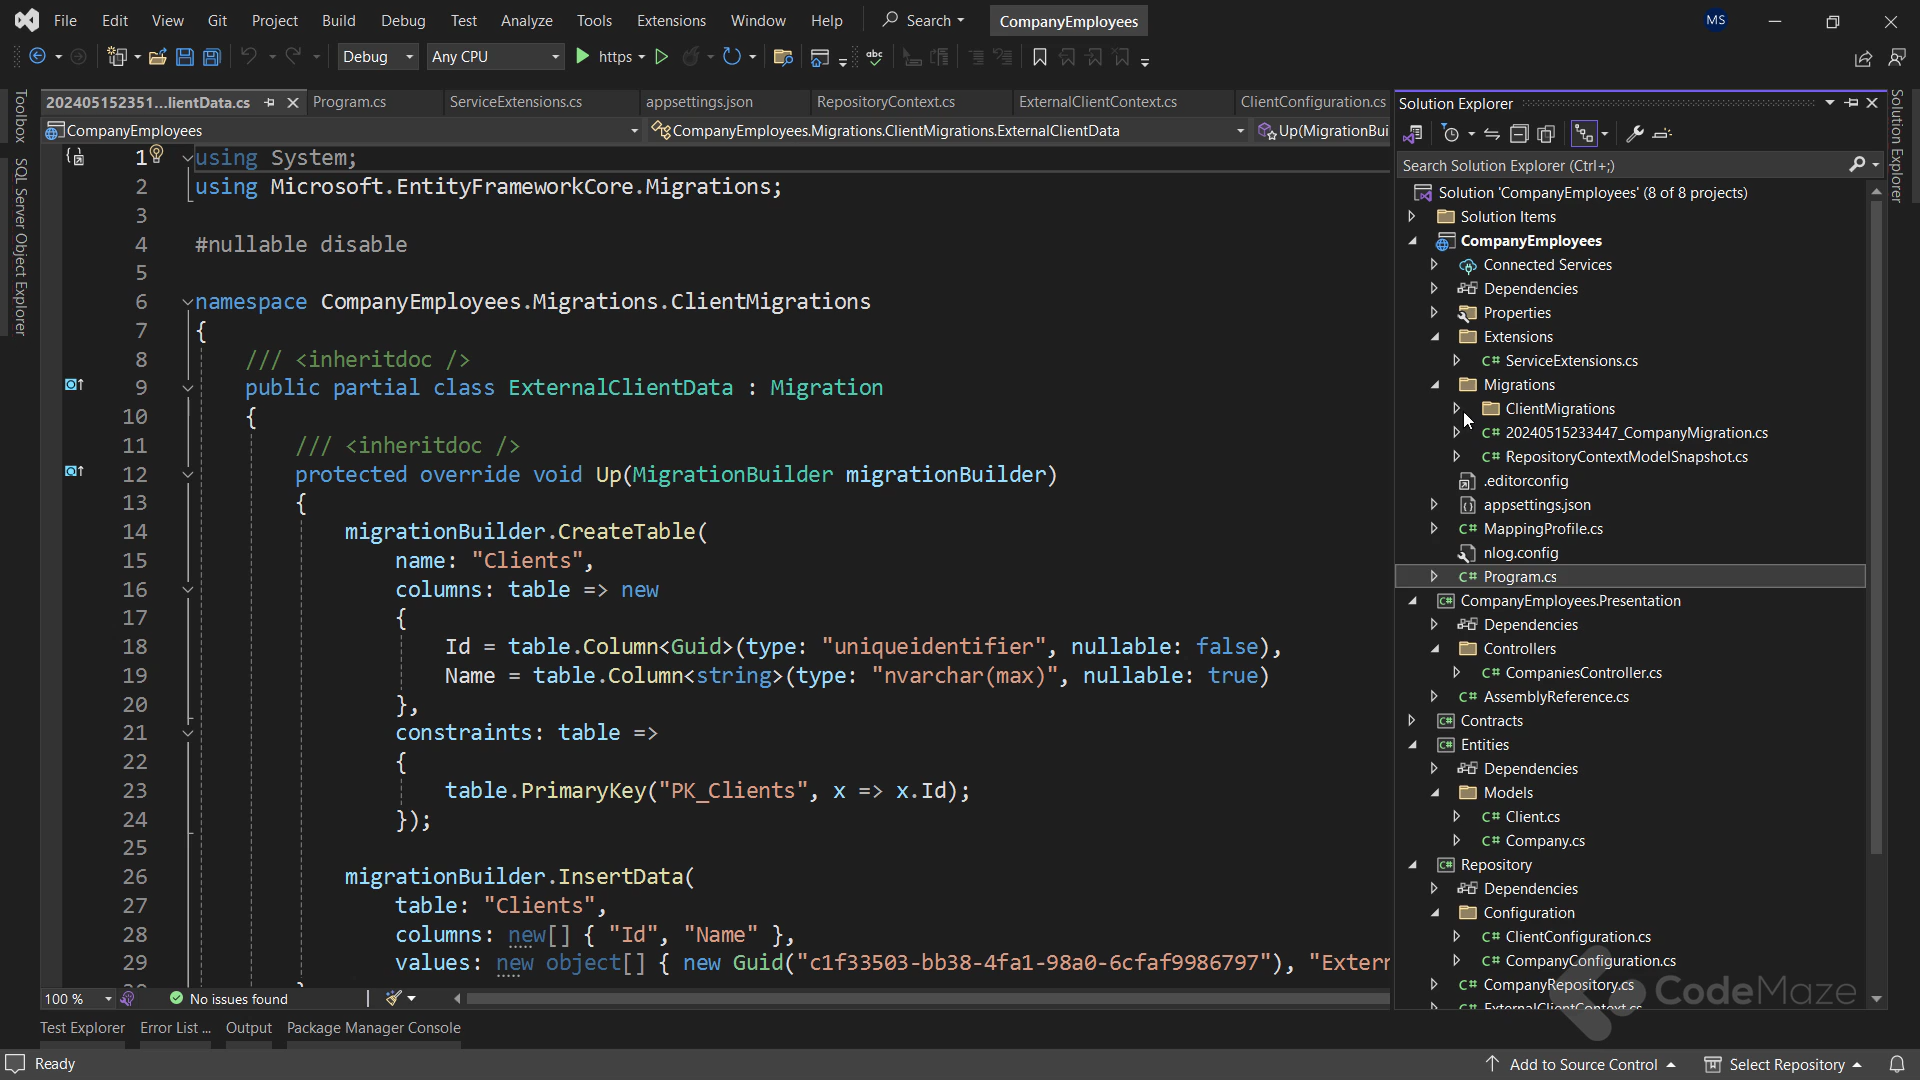 File Edit View Git Project Build Debug Test Analyze Tools Extensions Window Help Search CompanyEmployees MS
Debug Any CPU https
202405152351...lientData.cs Program.cs ServiceExtensions.cs appsettings.json RepositoryContext.cs ExternalClientContext.cs ClientConfiguration.cs
CompanyEmployees CompanyEmployees.Migrations.ClientMigrations.ExternalClientData Up(MigrationBui
Toolbox
SQL Server Object Explorer
1 using System;
2 using Microsoft.EntityFrameworkCore.Migrations;
3
4 #nullable disable
5
6 namespace CompanyEmployees.Migrations.ClientMigrations
7 {
8 /// <inheritdoc />
9 public partial class ExternalClientData : Migration
10 {
11 /// <inheritdoc />
12 protected override void Up(MigrationBuilder migrationBuilder)
13 {
14 migrationBuilder.CreateTable(
15 name: "Clients",
16 columns: table => new
17 {
18 Id = table.Column<Guid>(type: "uniqueidentifier", nullable: false),
19 Name = table.Column<string>(type: "nvarchar(max)", nullable: true)
20 },
21 constraints: table =>
22 {
23 table.PrimaryKey("PK_Clients", x => x.Id);
24 });
25
26 migrationBuilder.InsertData(
27 table: "Clients",
28 columns: new[] { "Id", "Name" },
29 values: new object[] { new Guid("c1f33503-bb38-4fa1-98a0-6cfaf9986797"), "Extern
100 % No issues found
Solution Explorer
Search Solution Explorer (Ctrl+;)
Solution 'CompanyEmployees' (8 of 8 projects)
Solution Items
CompanyEmployees
Connected Services
Dependencies
Properties
Extensions
C# ServiceExtensions.cs
Migrations
ClientMigrations
C# 20240515233447_CompanyMigration.cs
C# RepositoryContextModelSnapshot.cs
.editorconfig
appsettings.json
C# MappingProfile.cs
nlog.config
C# Program.cs
C# CompanyEmployees.Presentation
Dependencies
Controllers
C# CompaniesController.cs
C# AssemblyReference.cs
C# Contracts
C# Entities
Dependencies
Models
C# Client.cs
C# Company.cs
C# Repository
Dependencies
Configuration
C# ClientConfiguration.cs
C# CompanyConfiguration.cs
C# CompanyRepository.cs
C# ExternalClientContext.cs
Solution Explorer
CodeMaze
Test Explorer Error List ... Output Package Manager Console
Ready Add to Source Control Select Repository